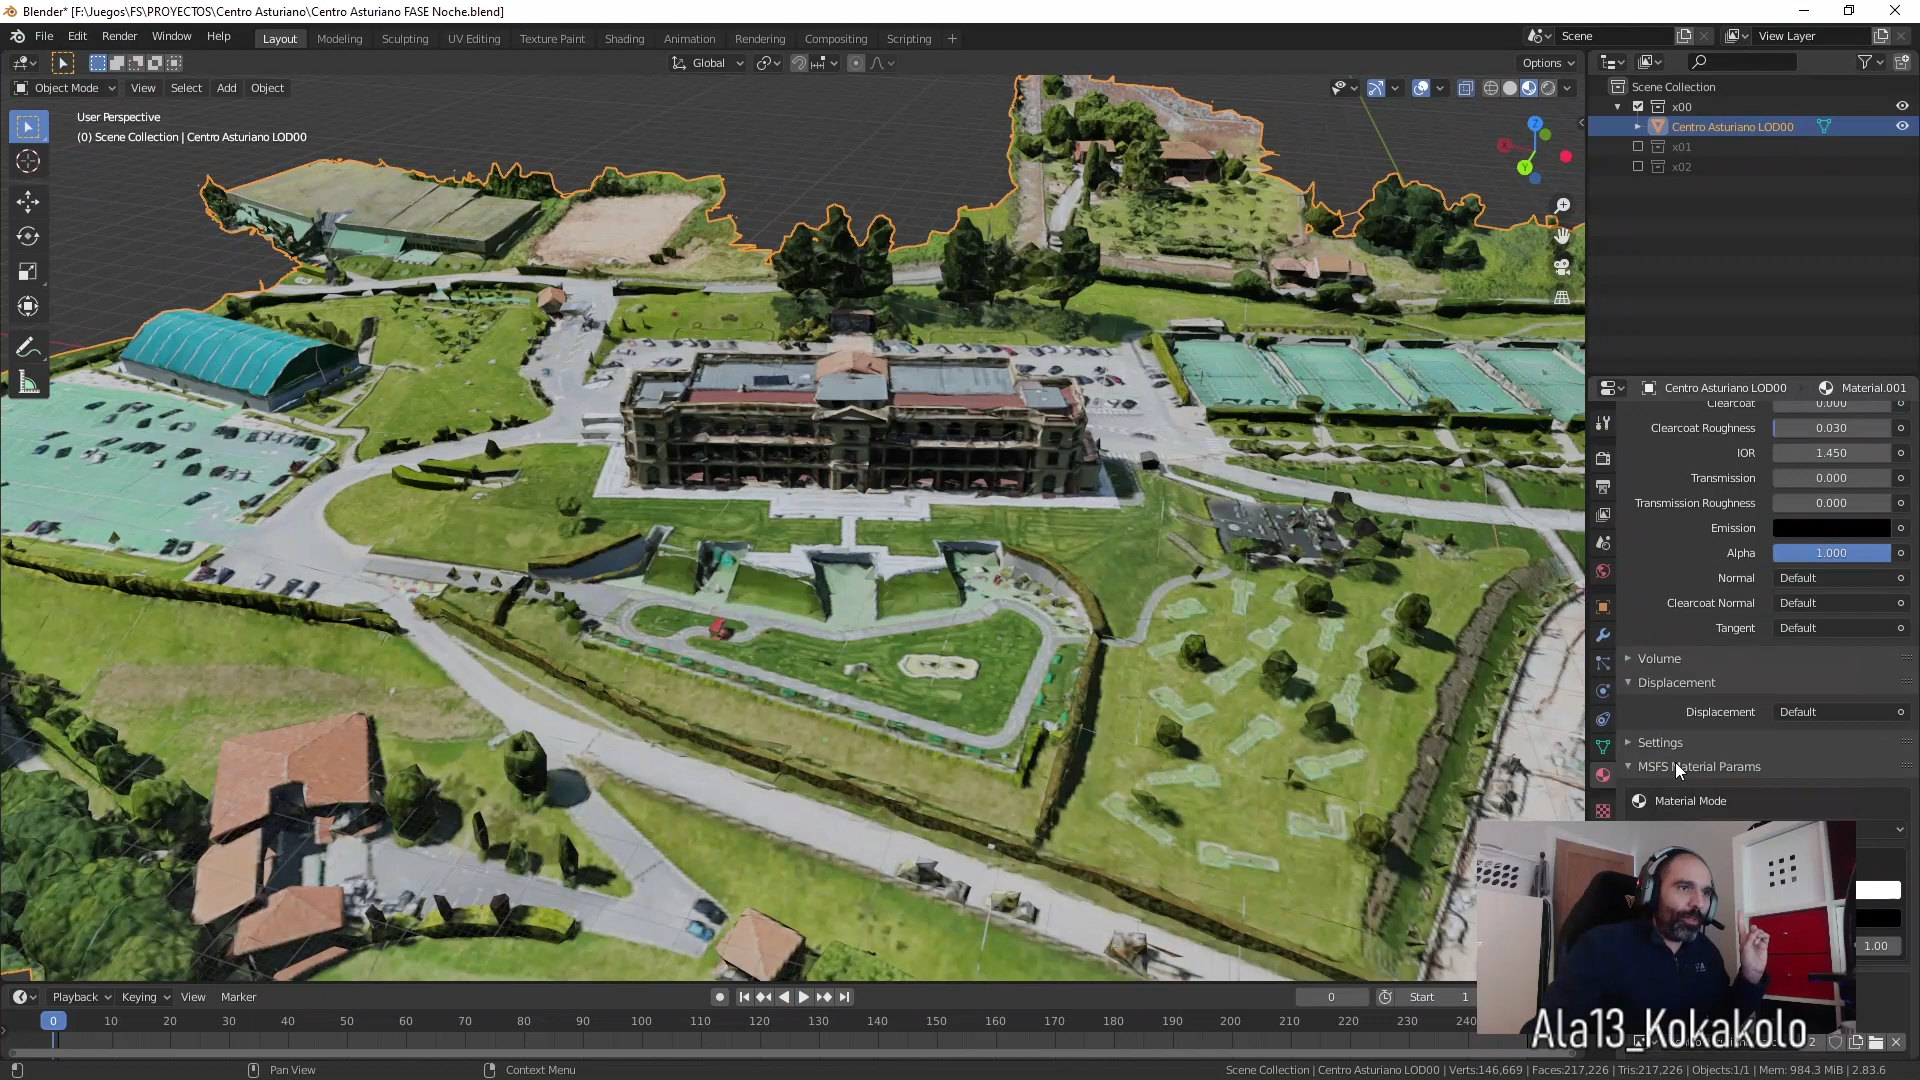 Blender* [F:\Juegos\FS\PROYECTOS\Centro Asturiano\Centro Asturiano FASE Noche.blend]
File Edit Render Window Help
Layout Modeling Sculpting UV Editing Texture Paint Shading Animation Rendering Compositing Scripting +
Scene
View Layer
Global
Options
Object Mode View Select Add Object
User Perspective
(0) Scene Collection | Centro Asturiano LOD00
Z
Y
Scene Collection
x00
Centro Asturiano LOD00
x01
x02
Centro Asturiano LOD00 Material.001
Clearcoat 0.000
Clearcoat Roughness 0.030
IOR 1.450
Transmission 0.000
Transmission Roughness 0.000
Emission
Alpha 1.000
Normal Default
Clearcoat Normal Default
Tangent Default
Volume
Displacement
Displacement Default
Settings
MSFS Material Params
Material Mode
1.00
Ala13_Kokakolo
2
Playback Keying View Marker
0
Start 1
0 10 20 30 40 50 60 70 80 90 100 110 120 130 140 150 160 170 180 190 200 210 220 230 240
Pan View
Context Menu
Scene Collection | Centro Asturiano LOD00 | Verts:146,669 | Faces:217,226 | Tris:217,226 | Objects:1/1 | Mem: 984.3 MiB | 2.83.6